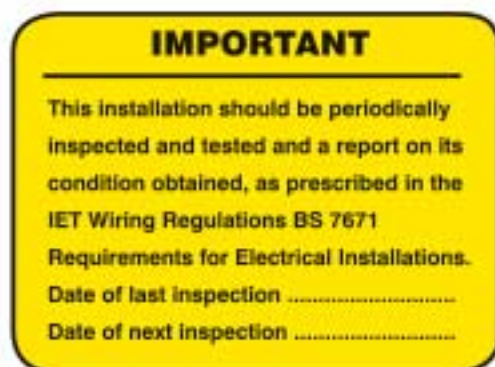 IMPORTANT
This installation should be periodically
inspected and tested and a report on its
condition obtained, as prescribed in the
IET Wiring Regulations BS 7671
Requirements for Electrical Installations.
Date of last inspection ............................
Date of next inspection ...........................